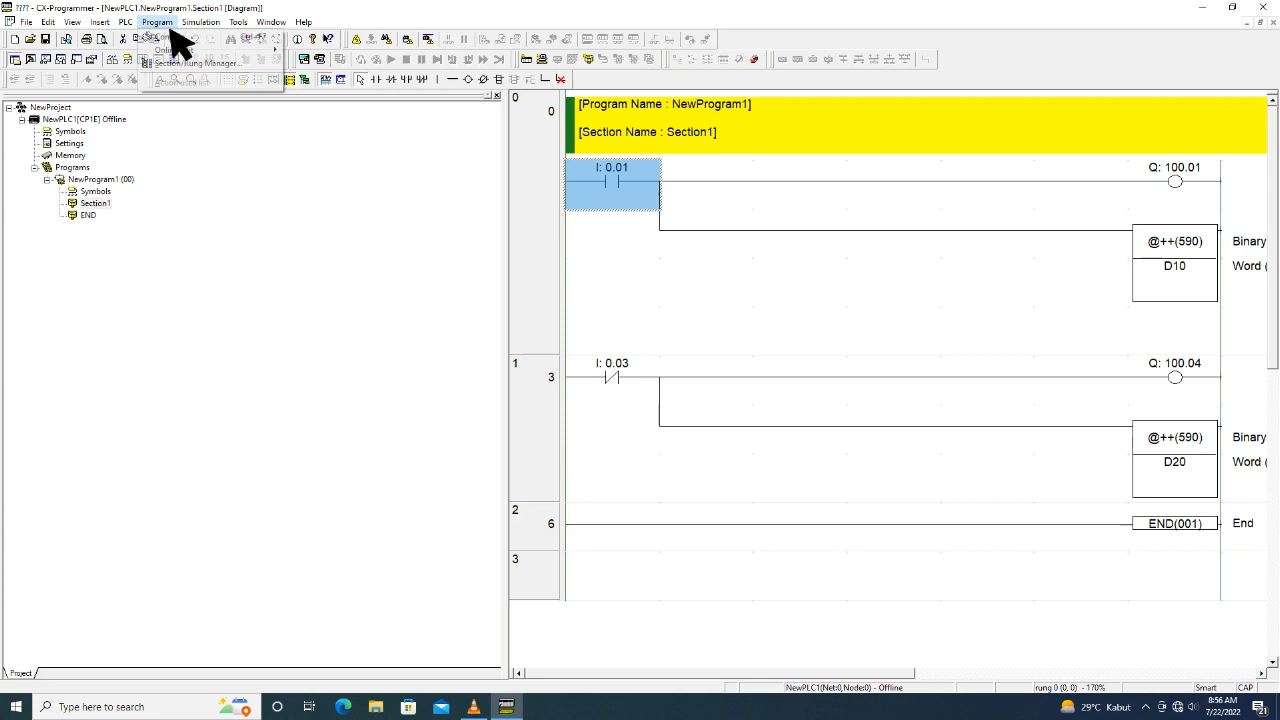 ???? - CX-Programmer - [NewPLC1.NewProgram1.Section1 [Diagram]]
File Edit View Insert PLC Program Simulation Tools Window Help
Section/Rung Manager...
NewProject
NewPLC1[CP1E] Offline
Symbols
Settings
Memory
Programs
NewProgram1 (00)
Symbols
Section1
END
Project
0
0
[Program Name : NewProgram1]
[Section Name : Section1]
I: 0.01
Q: 100.01
@++(590)
Binary
D10
Word (
1
3
I: 0.03
Q: 100.04
@++(590)
Binary
D20
Word (
2
6
END(001)
End
3
NewPLC1(Net:0,Node:0) - Offline
rung 0 (0, 0) - 170%
Smart
CAP
Type here to search
29°C Kabut
8:56 AM
7/22/2022